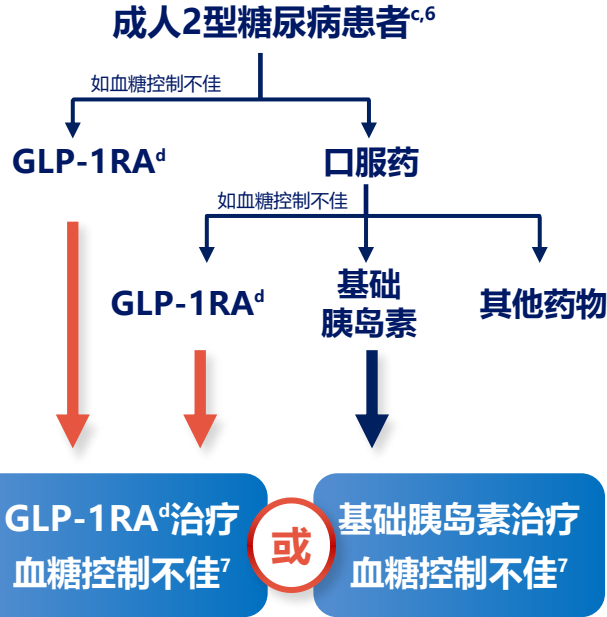 成人2型糖尿病患者c,6
如血糖控制不佳
GLP-1RAd
口服药
如血糖控制不佳
GLP-1RAd
基础
胰岛素
其他药物
GLP-1RAd治疗
血糖控制不佳7
或
基础胰岛素治疗
血糖控制不佳7